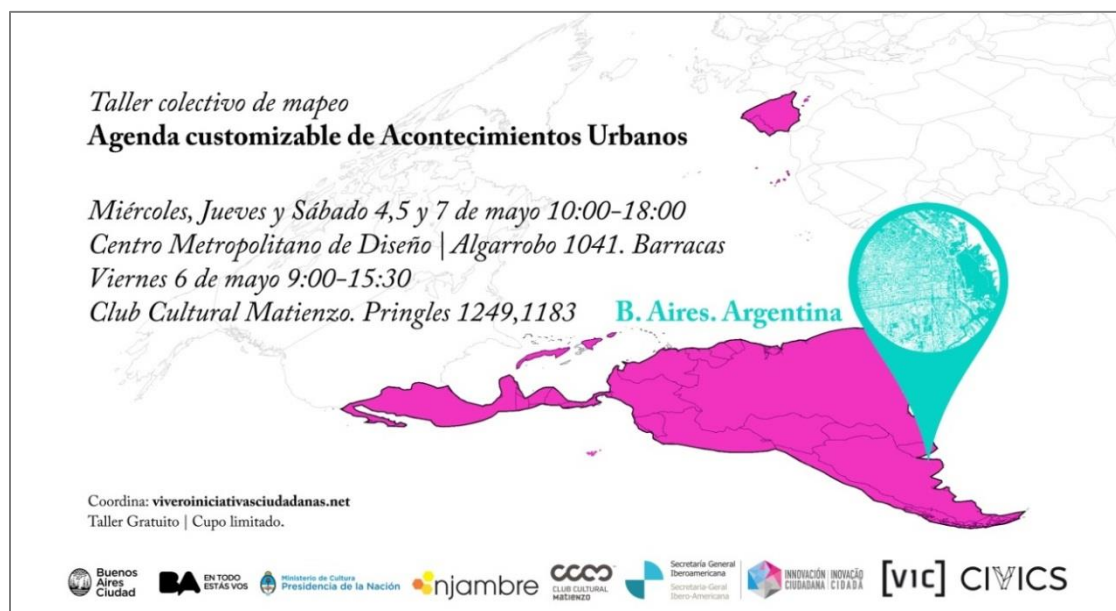 Taller colectivo de mapeo
Agenda customizable de Acontecimientos Urbanos
Miércoles, Jueves y Sábado 4,5 y 7 de mayo 10:00-18:00
Centro Metropolitano de Diseño | Algarrobo 1041. Barracas
Viernes 6 de mayo 9:00-15:30
Club Cultural Matienzo. Pringles 1249,1183
B. Aires. Argentina
Coordina: viveroiniciativasciudadanas.net
Taller Gratuito | Cupo limitado.
Buenos
Aires
Ciudad
BA
EN TODO
ESTÁS VOS
Ministerio de Cultura
Presidencia de la Nación
njambre
CCCM
CLUB CULTURAL
MATIENZO
Secretaría General
Iberoamericana
Secretaria-Geral
Ibero-Americana
INNOVACIÓN | INOVAÇÃO
CIUDADANA | CIDADÃ
[VIC]
CIVICS